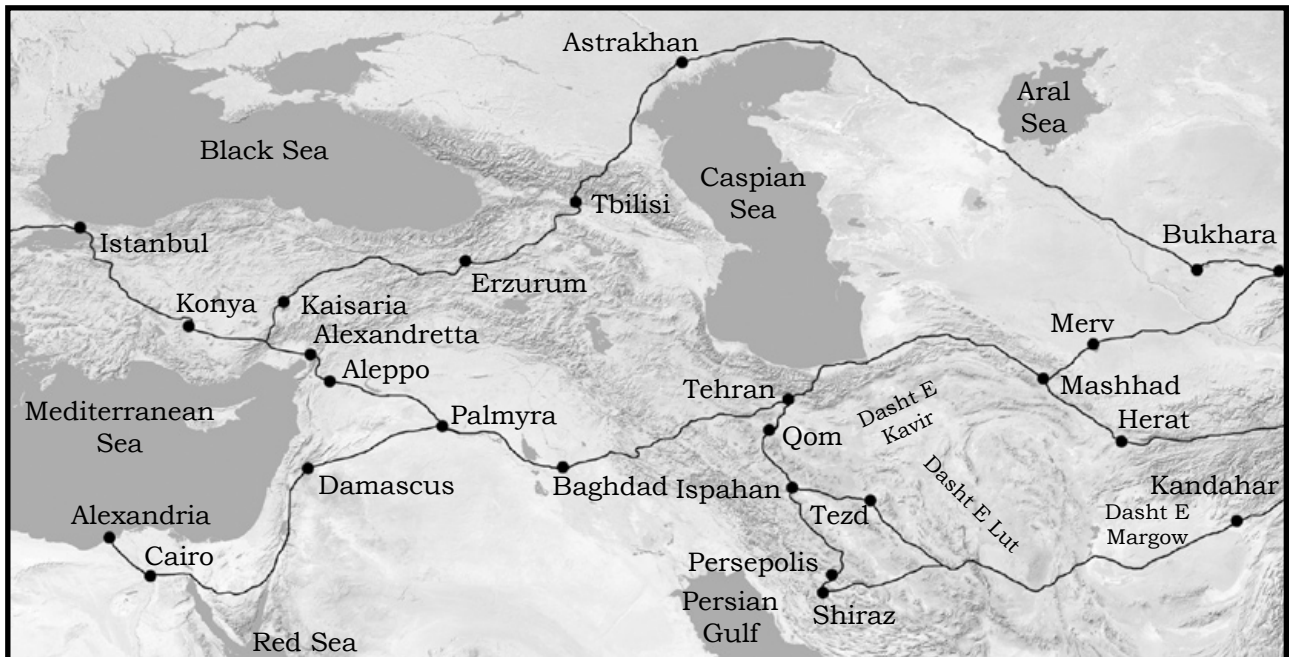 Astrakhan
Aral
Sea
Black Sea
Caspian
Sea
Tbilisi
Istanbul
Bukhara
Erzurum
Konya
Kaisaria
Alexandretta
Merv
Aleppo
Tehran
Mashhad
Mediterranean
Sea
Palmyra
Dasht E
Kavir
Herat
Qom
Damascus
Baghdad
Ispahan
Dasht E Lut
Kandahar
Alexandria
Tezd
Dasht E
Margow
Cairo
Persepolis
Persian
Gulf
Shiraz
Red Sea